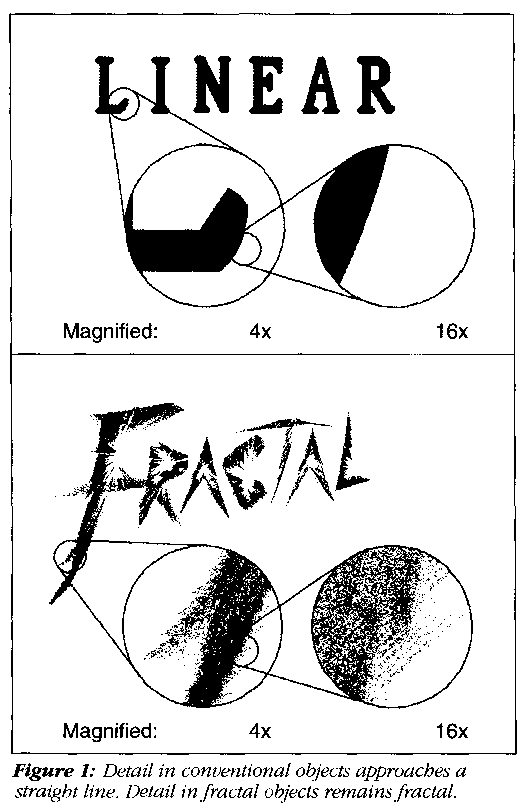 LINEAR
Magnified: 4x 16x
FRACTAL
Magnified: 4x 16x
Figure 1: Detail in conventional objects approaches a
straight line. Detail in fractal objects remains fractal.